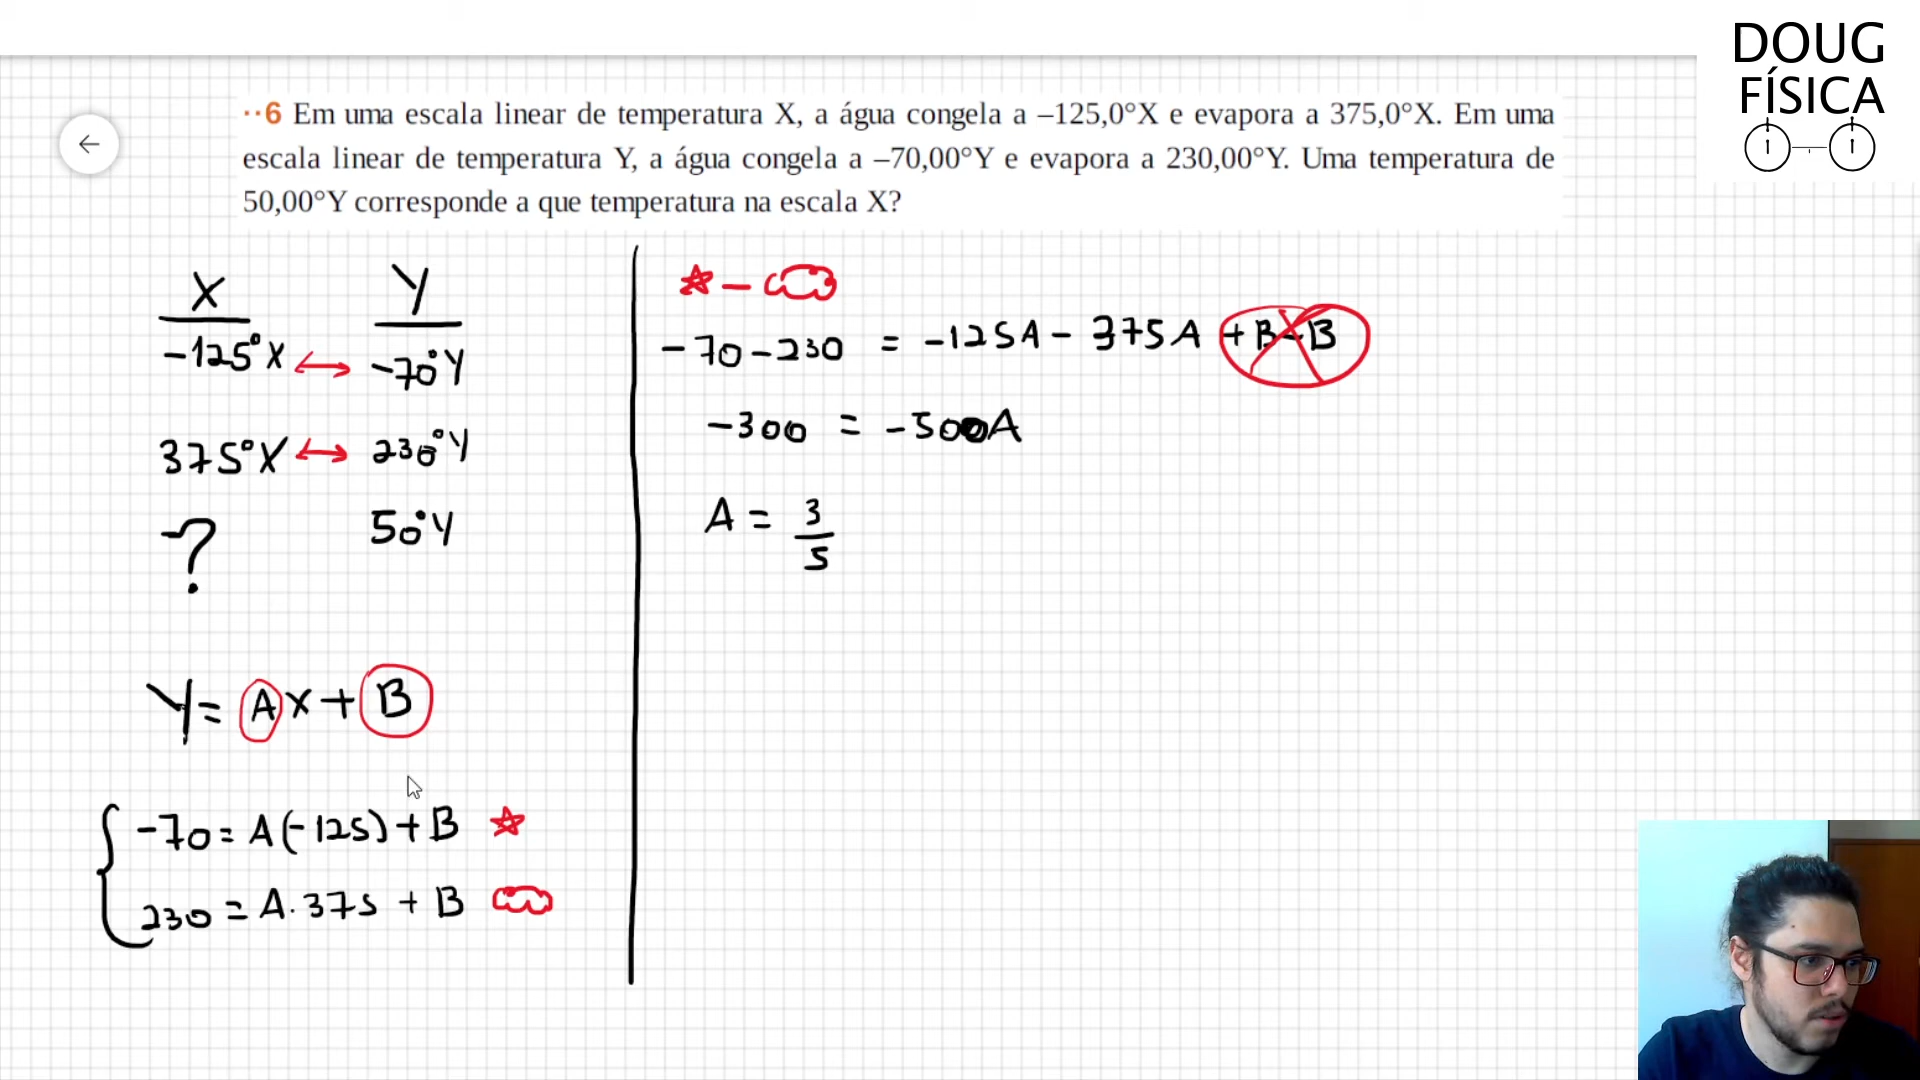 DOUG
FÍSICA
··6 Em uma escala linear de temperatura X, a água congela a –125,0°X e evapora a 375,0°X. Em uma
escala linear de temperatura Y, a água congela a –70,00°Y e evapora a 230,00°Y. Uma temperatura de
50,00°Y corresponde a que temperatura na escala X?
X Y
-125°X ↔ -70°Y
375°X ↔ 230°Y
? 50°Y
Y = AX + B
-70 = A(-125) + B ☆
230 = A.375 + B
☆ -
-70-230 = -125A - 375A + B - B
-300 = -500A
A = 3/5